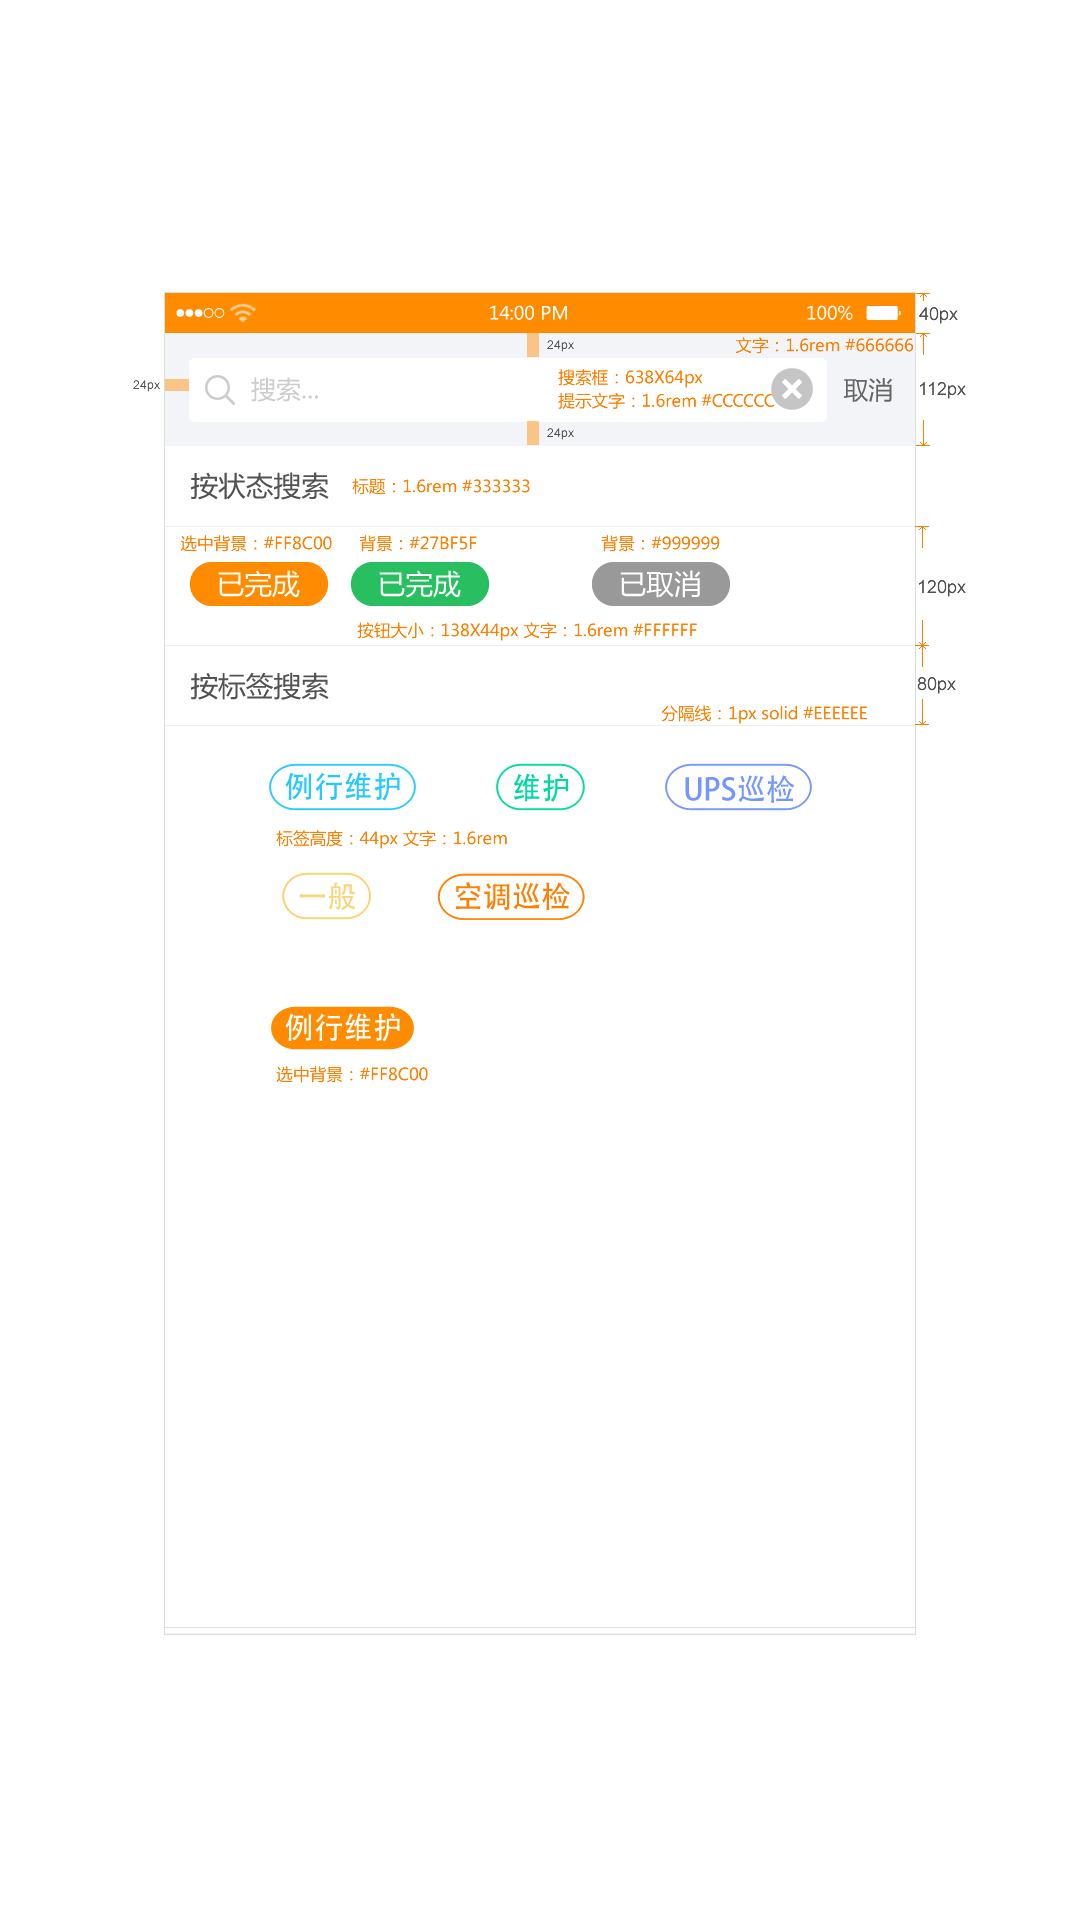 14:00 PM
100%
40px
24px
文字：1.6rem #666666
24px
搜索...
搜索框：638X64px
提示文字：1.6rem #CCCCCC
取消
112px
24px
按状态搜索
标题：1.6rem #333333
选中背景：#FF8C00
背景：#27BF5F
背景：#999999
已完成
已完成
已取消
120px
按钮大小：138X44px 文字：1.6rem #FFFFFF
按标签搜索
80px
分隔线：1px solid #EEEEEE
例行维护
维护
UPS巡检
标签高度：44px 文字：1.6rem
一般
空调巡检
例行维护
选中背景：#FF8C00